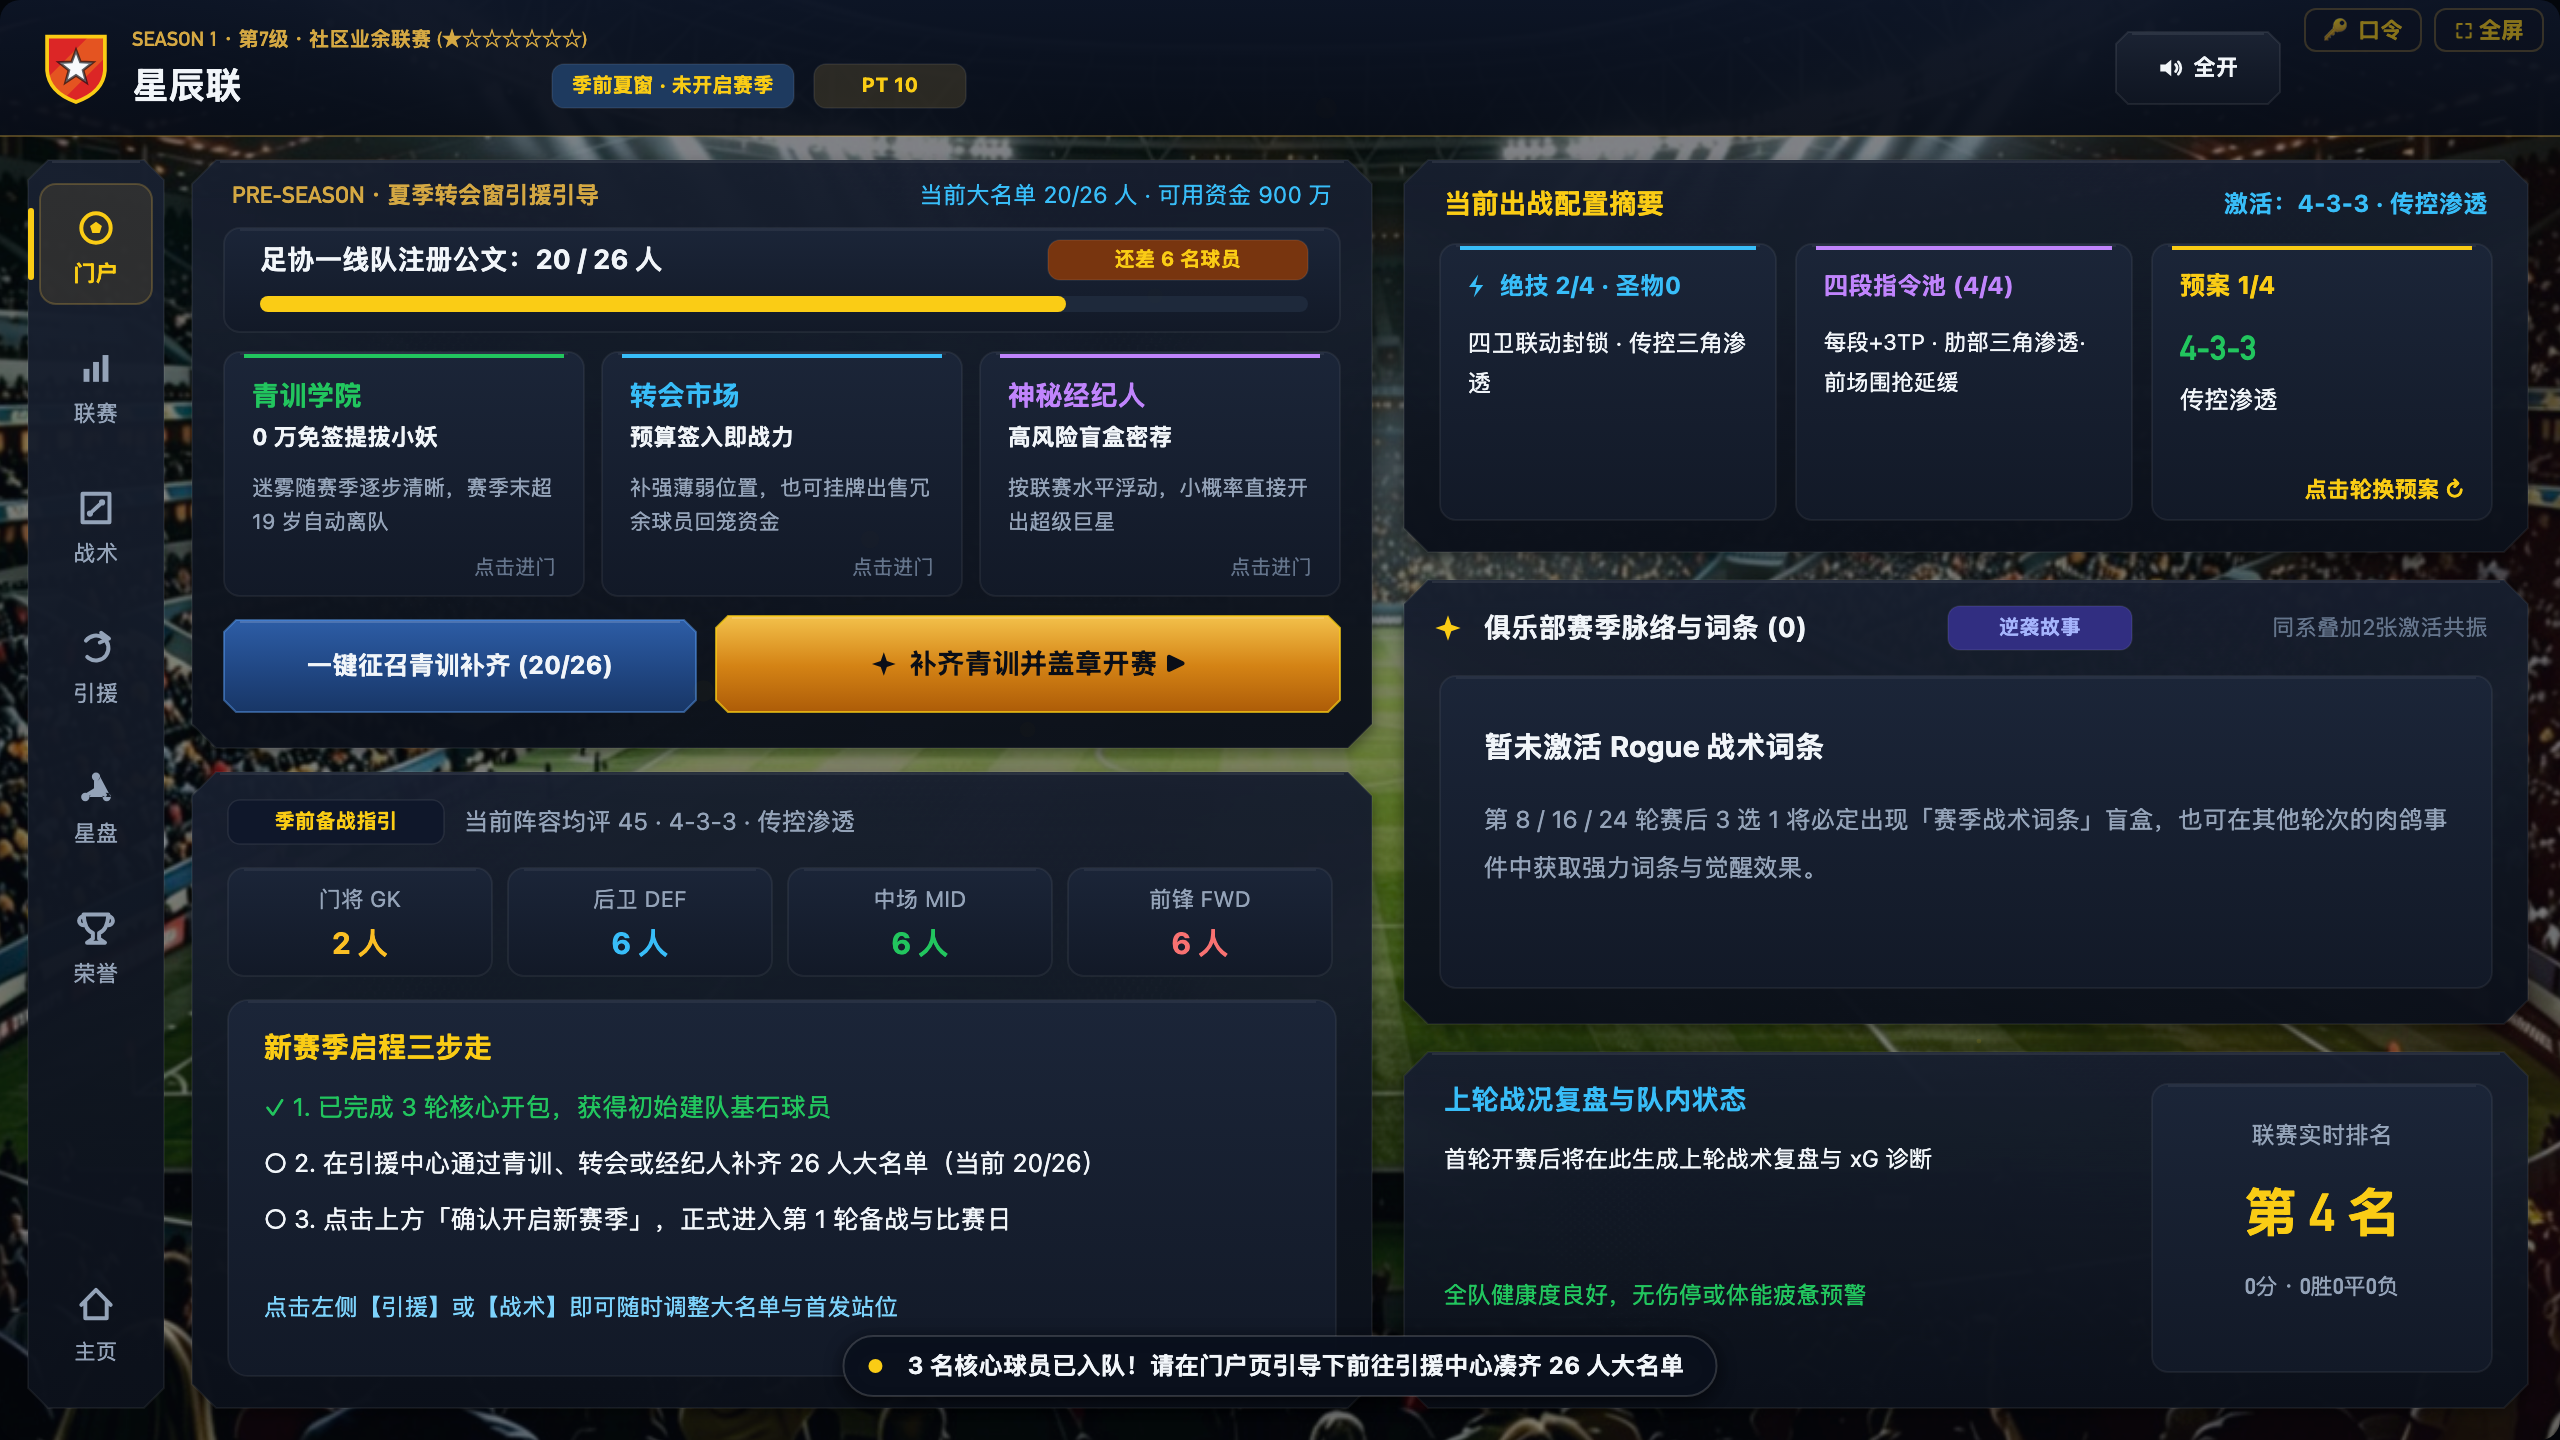 SEASON 1 · 第7级 · 社区业余联赛 (★☆☆☆☆☆☆)
星辰联
季前夏窗 · 未开启赛季
PT 10
全开
口令
全屏
门户
联赛
战术
引援
星盘
荣誉
主页
PRE-SEASON · 夏季转会窗引援引导
当前大名单 20/26 人 · 可用资金 900 万
足协一线队注册公文：20 / 26 人
还差 6 名球员
青训学院
0 万免签提拔小妖
迷雾随赛季逐步清晰，赛季末超
19 岁自动离队
点击进门
转会市场
预算签入即战力
补强薄弱位置，也可挂牌出售冗
余球员回笼资金
点击进门
神秘经纪人
高风险盲盒密荐
按联赛水平浮动，小概率直接开
出超级巨星
点击进门
一键征召青训补齐 (20/26)
✦ 补齐青训并盖章开赛 ▶
季前备战指引
当前阵容均评 45 · 4-3-3 · 传控渗透
门将 GK
2 人
后卫 DEF
6 人
中场 MID
6 人
前锋 FWD
6 人
新赛季启程三步走
✓ 1. 已完成 3 轮核心开包，获得初始建队基石球员
○ 2. 在引援中心通过青训、转会或经纪人补齐 26 人大名单（当前 20/26）
○ 3. 点击上方「确认开启新赛季」，正式进入第 1 轮备战与比赛日
点击左侧【引援】或【战术】即可随时调整大名单与首发站位
当前出战配置摘要
激活：4-3-3 · 传控渗透
绝技 2/4 · 圣物0
四卫联动封锁 · 传控三角渗
透
四段指令池 (4/4)
每段+3TP · 肋部三角渗透·
前场围抢延缓
预案 1/4
4-3-3
传控渗透
点击轮换预案 ↻
俱乐部赛季脉络与词条 (0)
逆袭故事
同系叠加2张激活共振
暂未激活 Rogue 战术词条
第 8 / 16 / 24 轮赛后 3 选 1 将必定出现「赛季战术词条」盲盒，也可在其他轮次的肉鸽事
件中获取强力词条与觉醒效果。
上轮战况复盘与队内状态
首轮开赛后将在此生成上轮战术复盘与 xG 诊断
全队健康度良好，无伤停或体能疲惫预警
联赛实时排名
第 4 名
0分 · 0胜0平0负
3 名核心球员已入队！请在门户页引导下前往引援中心凑齐 26 人大名单